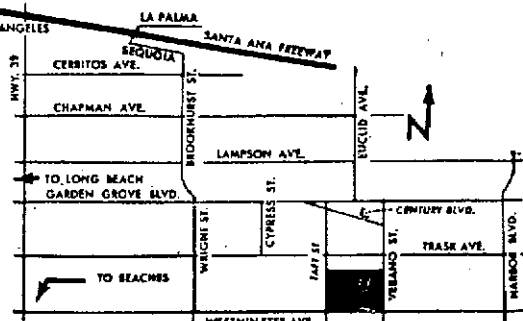 LA PALMA
ANGELES
SANTA ANA FREEWAY
SEQUOIA
CERRITOS AVE.
HWY. 39
BROOKHURST ST.
EUCLID AVE.
CHAPMAN AVE.
N
LAMPSON AVE.
TO LONG BEACH
GARDEN GROVE BLVD.
CYPRESS ST.
CENTURY BLVD.
WRIGHT ST.
TAFT ST
VERANO ST.
TRASK AVE.
HARBOR BLVD.
TO BEACHES
WESTMINSTER AVE